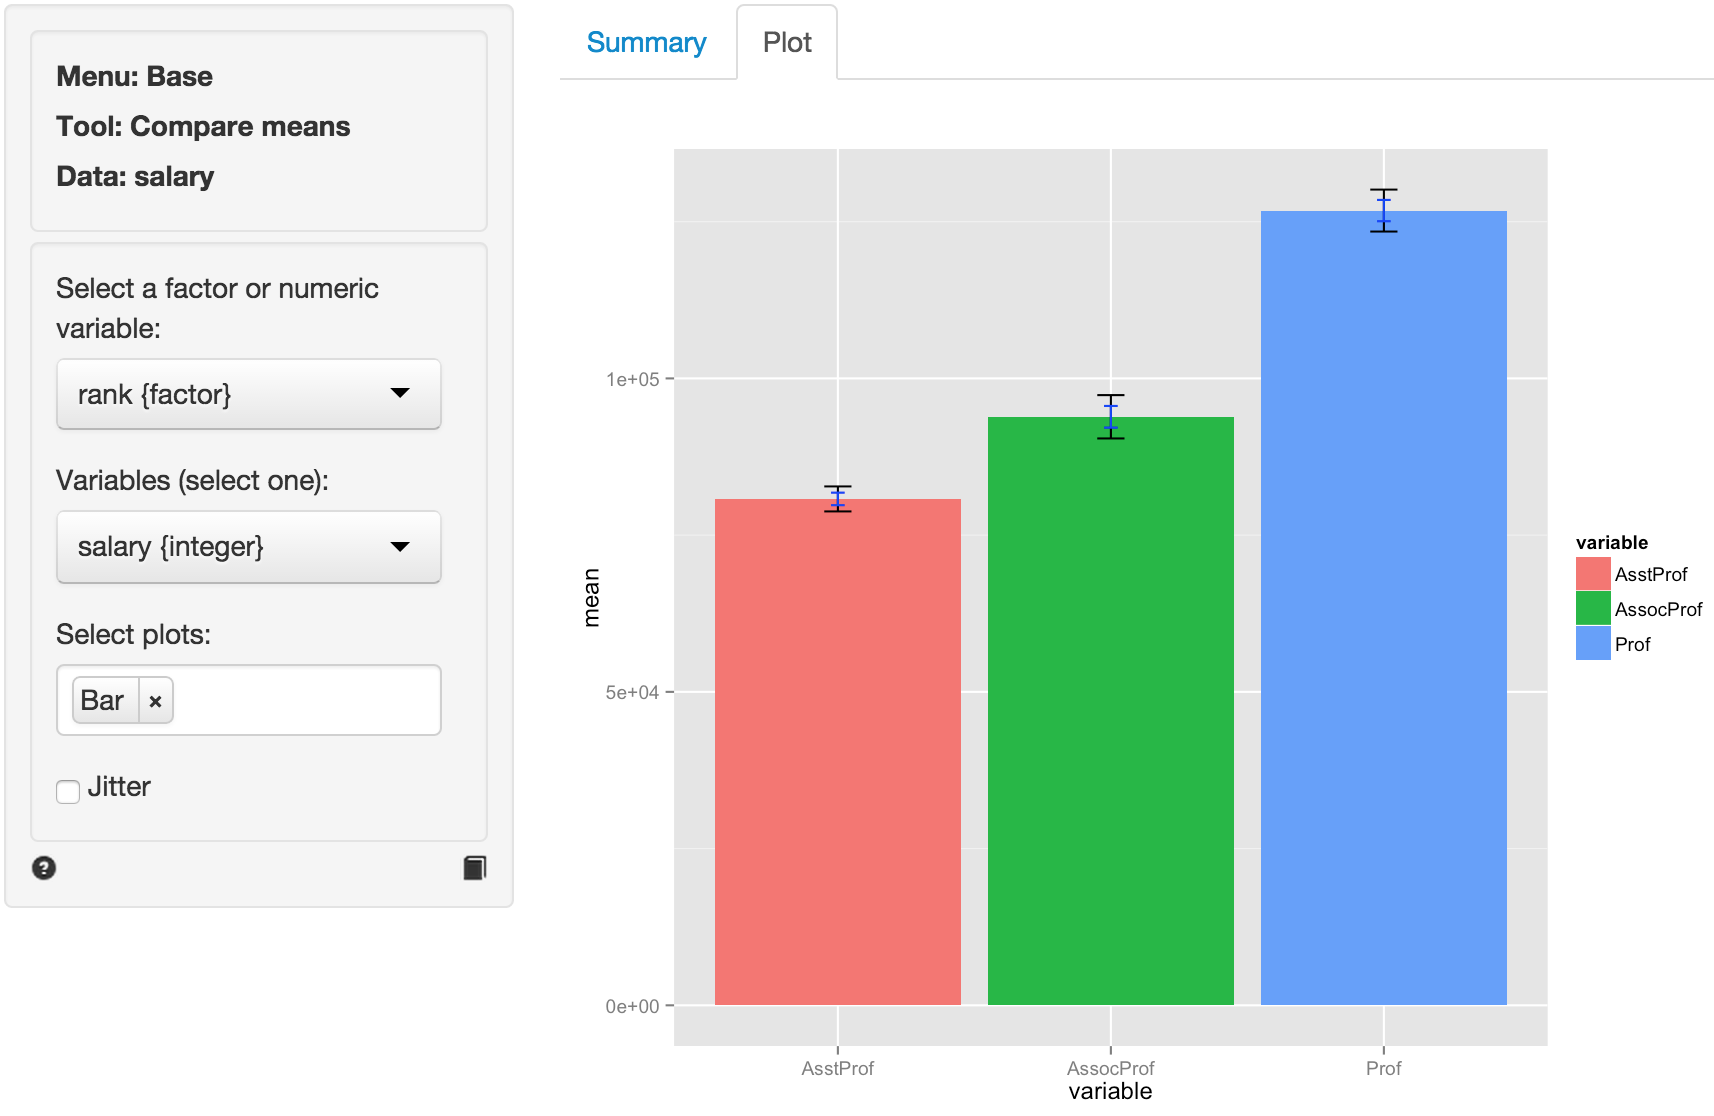 Menu: Base
Tool: Compare means
Data: salary
Select a factor or numeric
variable:
rank {factor}
Variables (select one):
salary {integer}
Select plots:
Bar ×
Jitter
?
Summary
Plot
mean
1e+05
5e+04
0e+00
AsstProf
AssocProf
Prof
variable
variable
AsstProf
AssocProf
Prof